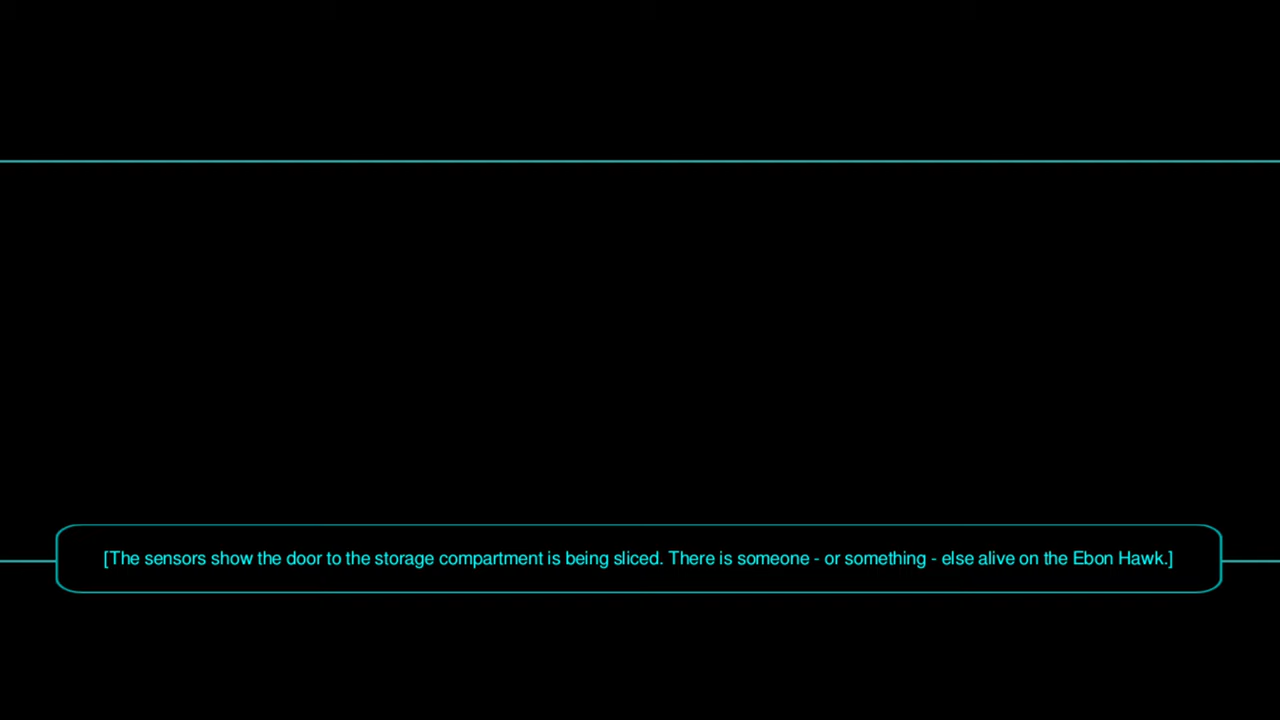 [The sensors show the door to the storage compartment is being sliced. There is someone - or something - else alive on the Ebon Hawk.]